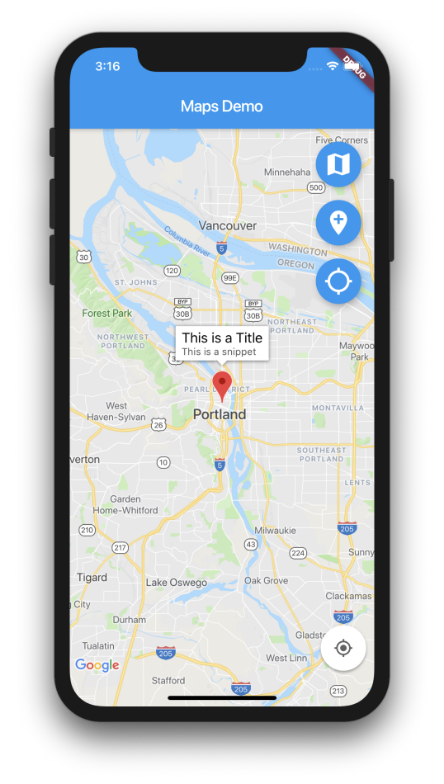 3:16
DEBUG
Maps Demo
Five Corners
Minnehaha
500
Vancouver
5
Columbia River
WASHINGTON
OREGON
30
120
99E
ST. JOHNS
BYP
30B
BYP
30B
Forest Park
NORTHWEST
PORTLAND
NORTHEAST
PORTLAND
This is a Title
This is a snippet
Maywoo
Park
PEARL DISTRICT
West
Haven-Sylvan
Portland
MONTAVILLA
26
verton
10
5
SOUTHEAST
PORTLAND
LENTS
Garden
Home-Whitford
210
217
Milwaukie
205
43
224
Sunny
Tigard
Lake Oswego
Oak Grove
Clackamas
City
Durham
205
Gladst
Tualatin
205
West Linn
Google
Stafford
205
213